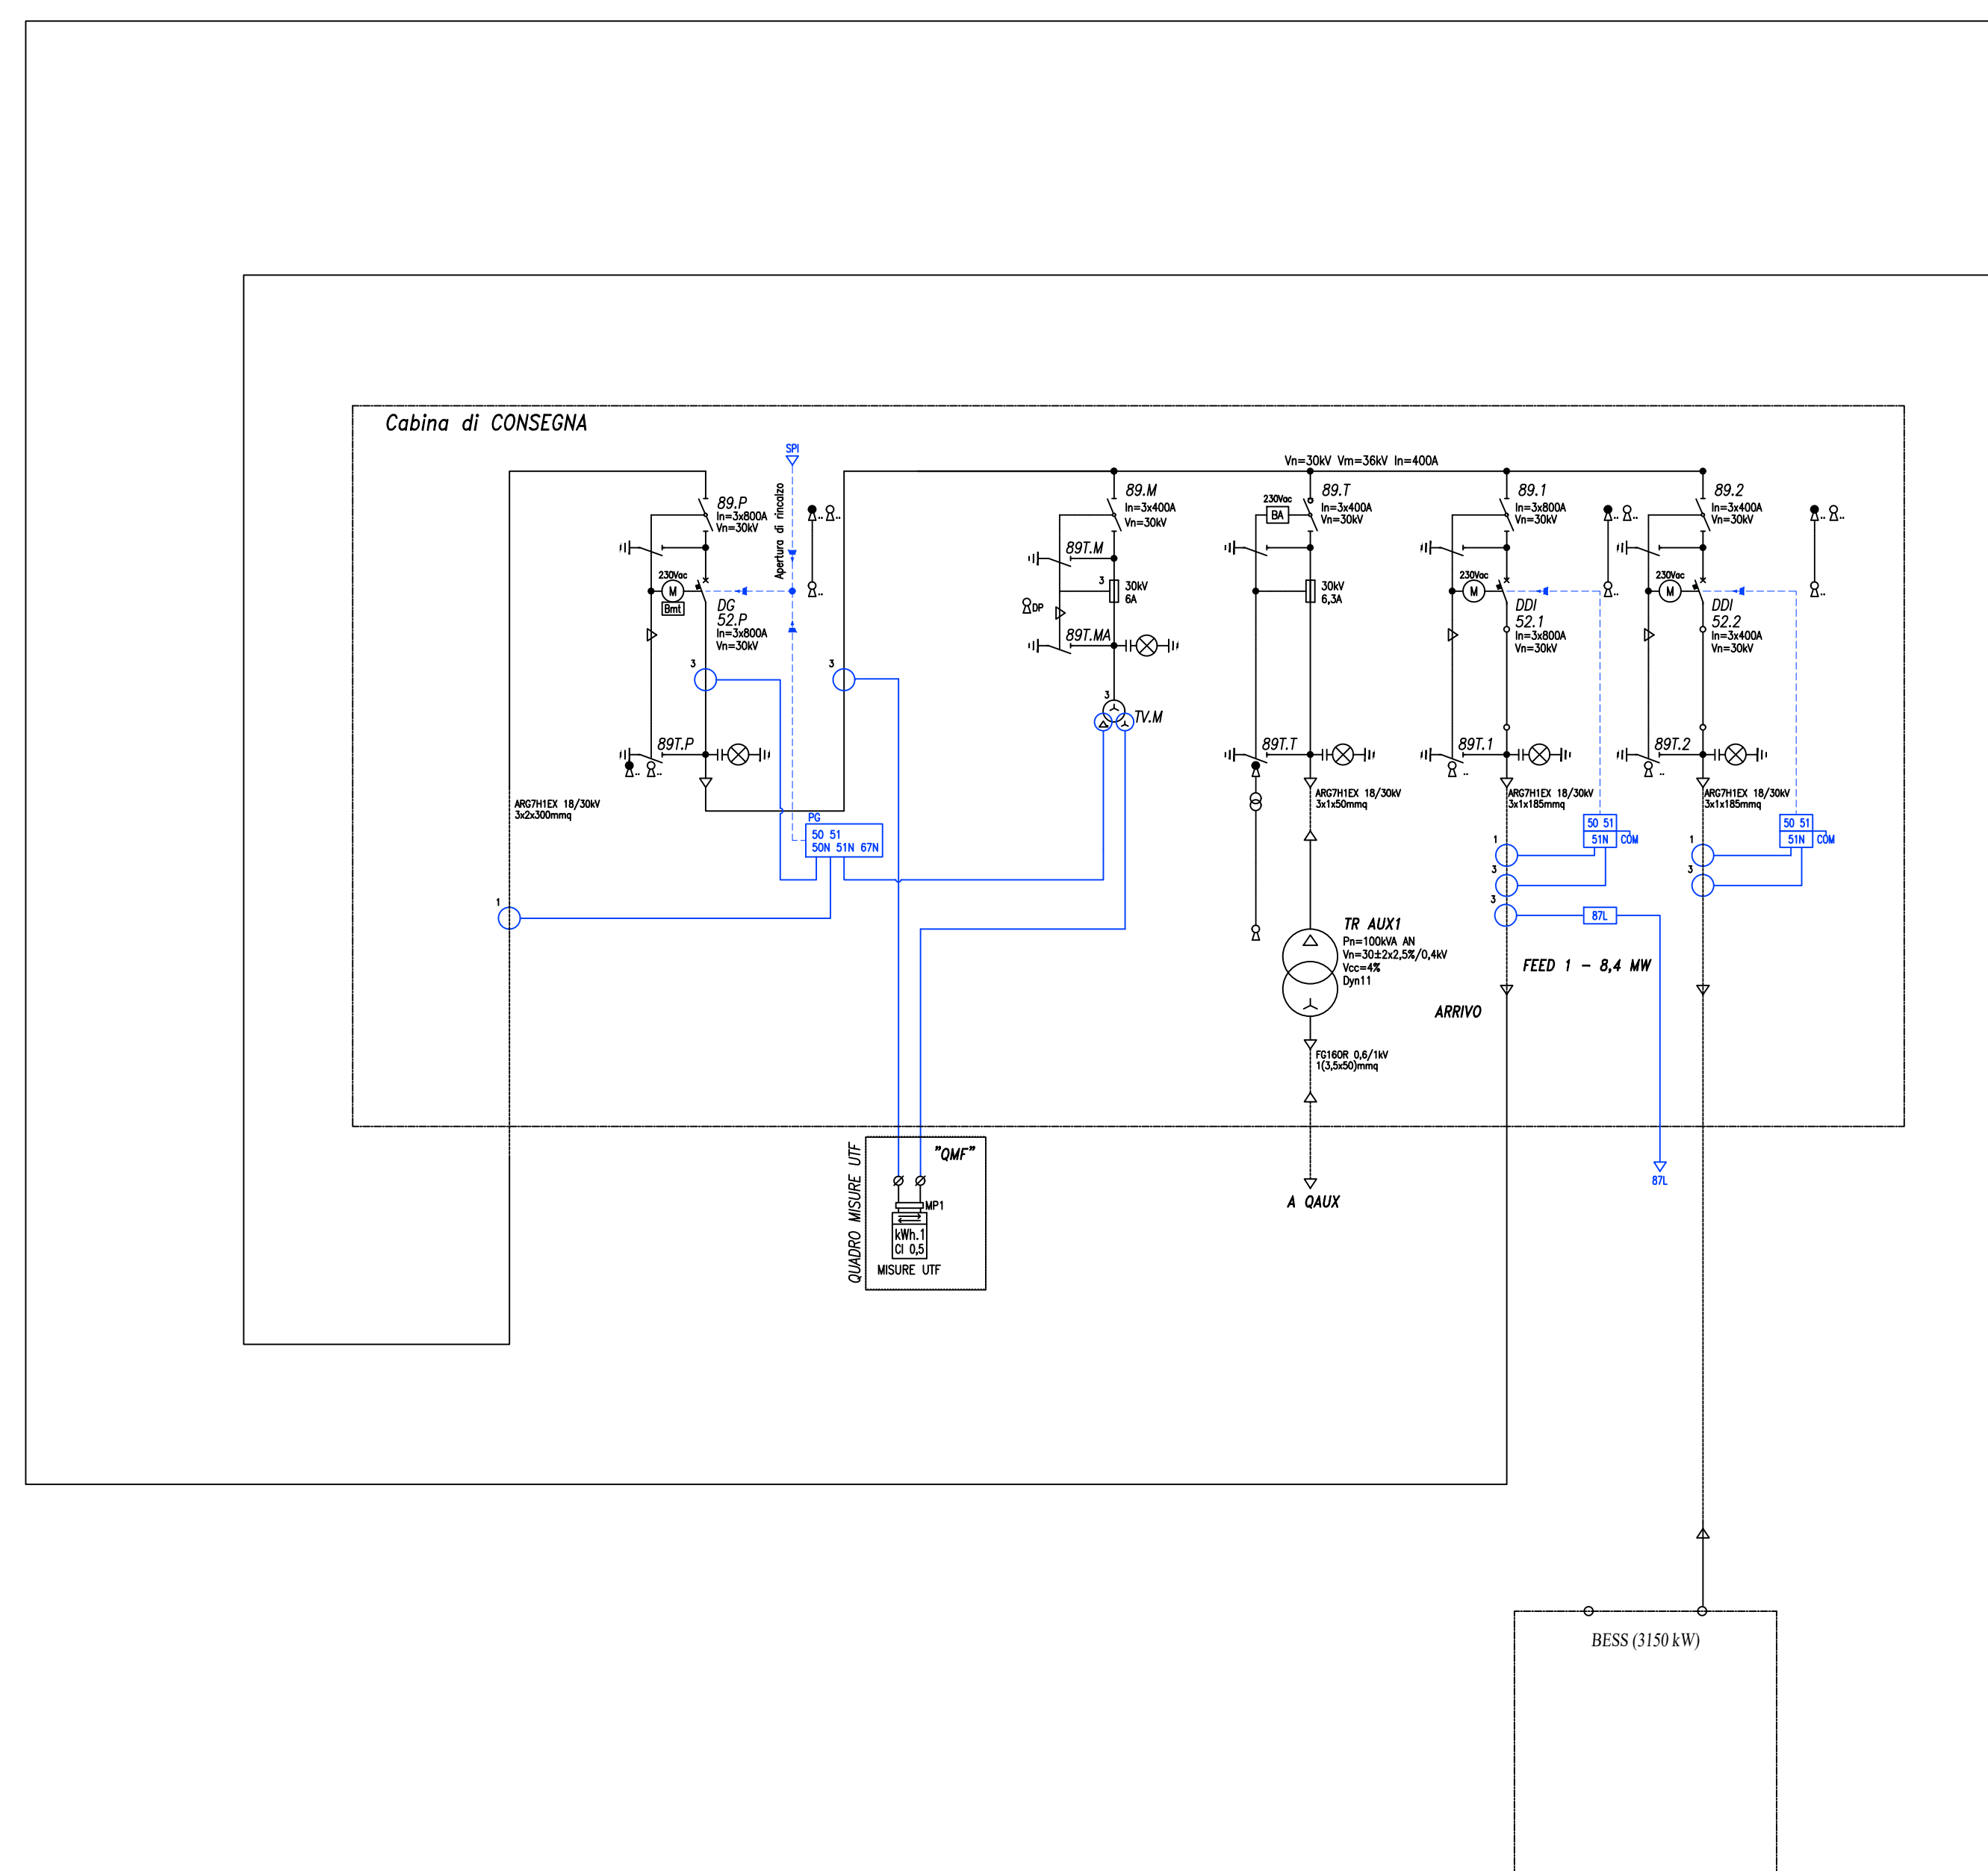 Cabina di CONSEGNA
SPI
Apertura di rincalzo
89.P
In=3x800A
Vn=30kV
230Vac
M
Bmt
DG
52.P
In=3x800A
Vn=30kV
3
3
89T.P
ARG7H1EX 18/30kV
3x2x300mmq
1
PG
50 51
50N 51N 67N
Vn=30kV Vm=36kV In=400A
89.M
In=3x400A
Vn=30kV
89T.M
3
30kV
6A
DP
89T.MA
3
TV.M
230Vac
BA
89.T
In=3x400A
Vn=30kV
30kV
6,3A
89T.T
ARG7H1EX 18/30kV
3x1x50mmq
TR AUX1
Pn=100kVA AN
Vn=30±2x2,5%/0,4kV
Vcc=4%
Dyn11
FG16OR 0,6/1kV
1(3,5x50)mmq
A QAUX
89.1
In=3x800A
Vn=30kV
230Vac
M
DDI
52.1
In=3x800A
Vn=30kV
89T.1
ARG7H1EX 18/30kV
3x1x185mmq
50 51
51N
COM
1
3
3
87L
FEED 1 - 8,4 MW
ARRIVO
87L
89.2
In=3x400A
Vn=30kV
230Vac
M
DDI
52.2
In=3x400A
Vn=30kV
89T.2
ARG7H1EX 18/30kV
3x1x185mmq
50 51
51N
COM
1
3
QUADRO MISURE UTF
"QMF"
MP1
kWh.1
Cl 0,5
MISURE UTF
BESS (3150 kW)